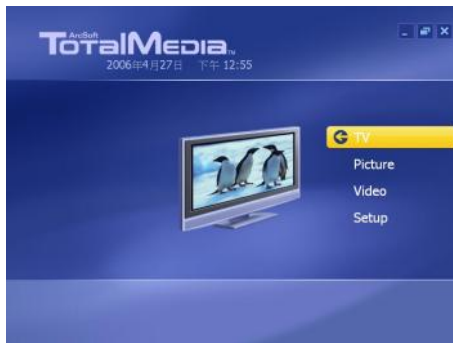 ArcSoft
TotalMedia™
2006年4月27日 下午 12:55
TV
Picture
Video
Setup